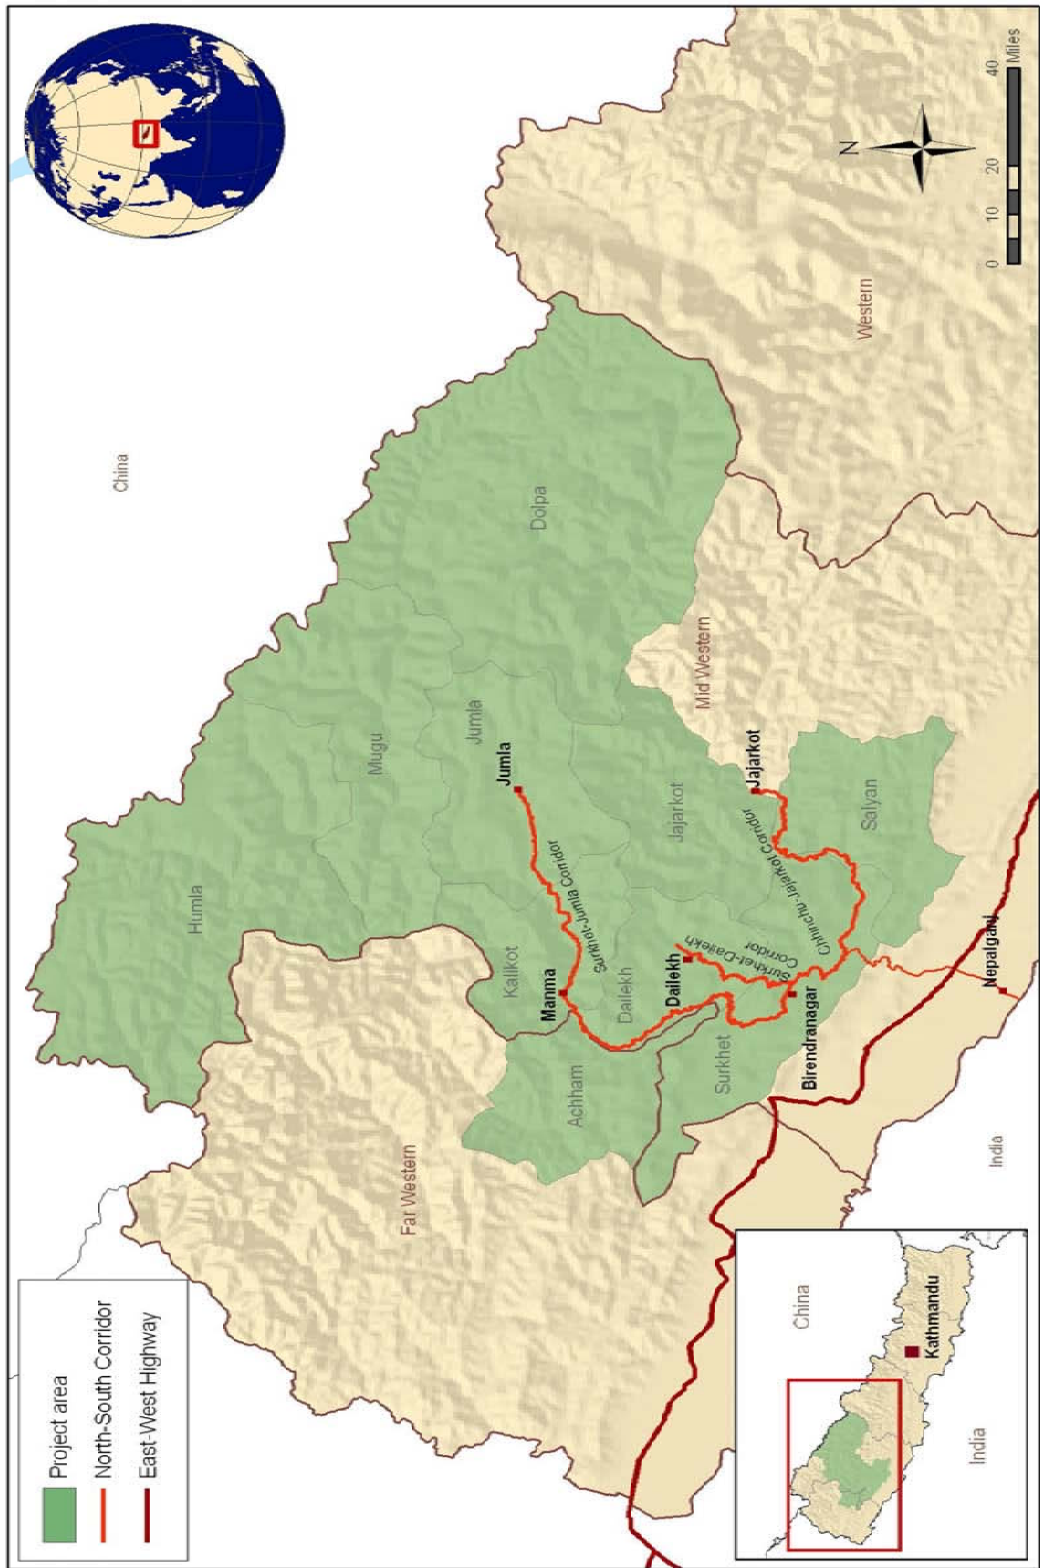 Project area
North-South Corridor
East-West Highway
China
Humla
Mugu
Dolpa
Jumla
Jumla
Kalikot
Manma
Surkhet-Jumla Corridor
Far Western
Achham
Dailekh
Dailekh
Jajarkot
Mid Western
Surkhet
Surkhet-Dailekh
Corridor
Chhinchu-Jajarkot Corridor
Jajarkot
Birendranagar
Salyan
Western
Nepalganj
India
N
0
10
20
40
Miles
China
Kathmandu
India